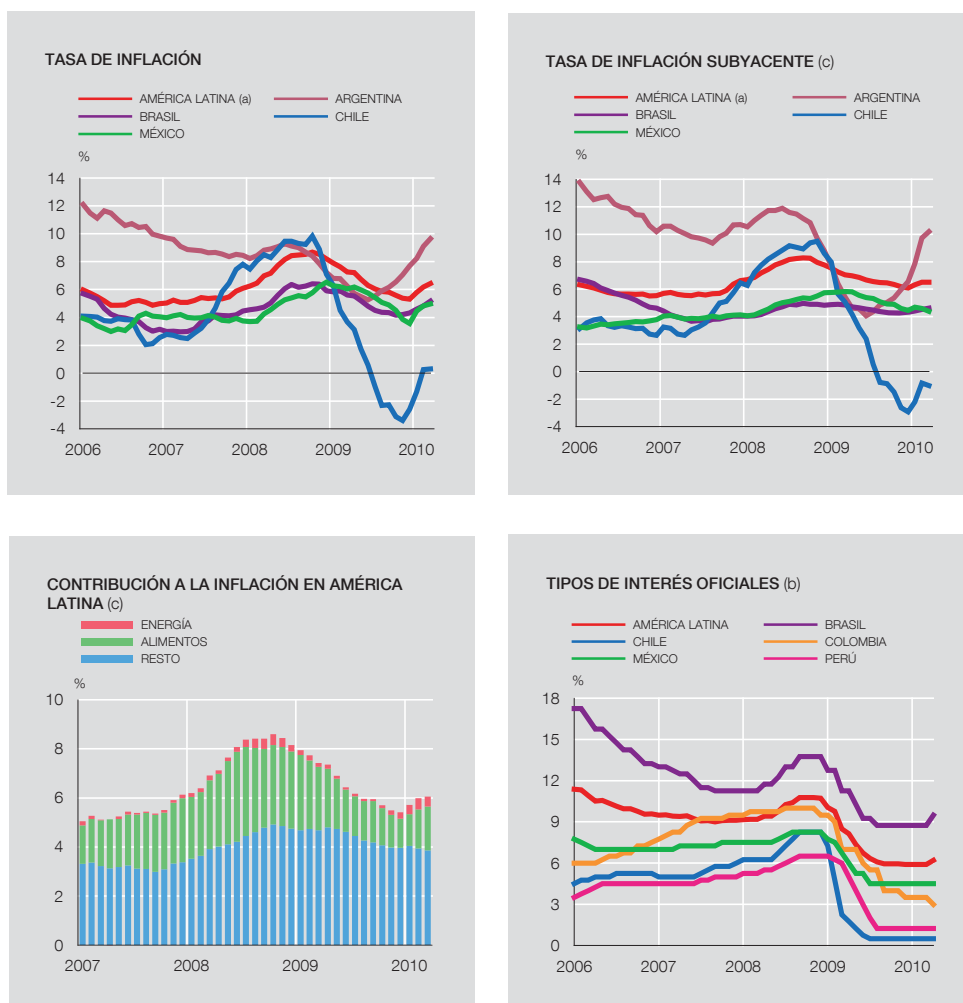 TASA DE INFLACIÓN
AMÉRICA LATINA (a)
ARGENTINA
BRASIL
CHILE
MÉXICO
%
14
12
10
8
6
4
2
0
-2
-4
2006
2007
2008
2009
2010
TASA DE INFLACIÓN SUBYACENTE (c)
AMÉRICA LATINA (a)
ARGENTINA
BRASIL
CHILE
MÉXICO
%
14
12
10
8
6
4
2
0
-2
-4
2006
2007
2008
2009
2010
CONTRIBUCIÓN A LA INFLACIÓN EN AMÉRICA
LATINA (c)
ENERGÍA
ALIMENTOS
RESTO
%
10
8
6
4
2
0
2007
2008
2009
2010
TIPOS DE INTERÉS OFICIALES (b)
AMÉRICA LATINA
BRASIL
CHILE
COLOMBIA
MÉXICO
PERÚ
%
18
15
12
9
6
3
0
2006
2007
2008
2009
2010